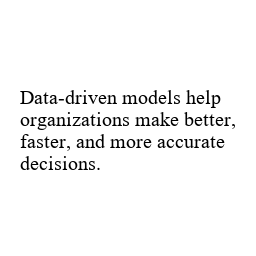 Data-driven models help
organizations make better,
faster, and more accurate
decisions.